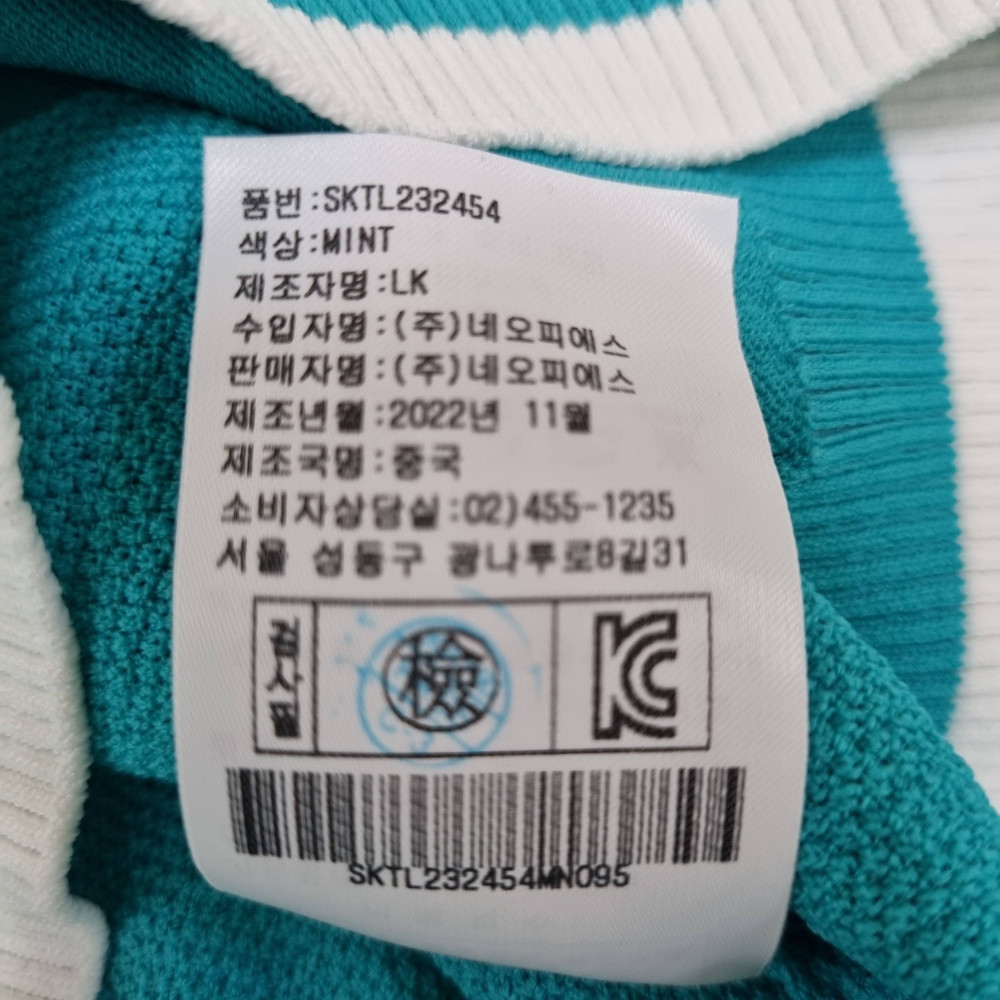 품번:SKTL232454
색상:MINT
제조자명:LK
수입자명:(주)네오피에스
판매자명:(주)네오피에스
제조년월:2022년 11월
제조국명:중국
소비자상담실:02)455-1235
서울 성동구 광나루로8길31
검사필
檢
KC
SKTL232454MN095